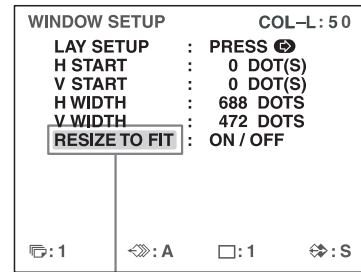 WINDOW SETUP COL–L: 50
LAY SETUP : PRESS
H START : 0 DOT(S)
V START : 0 DOT(S)
H WIDTH : 688 DOTS
V WIDTH : 472 DOTS
RESIZE TO FIT : ON / OFF
:1 :A :1 :S